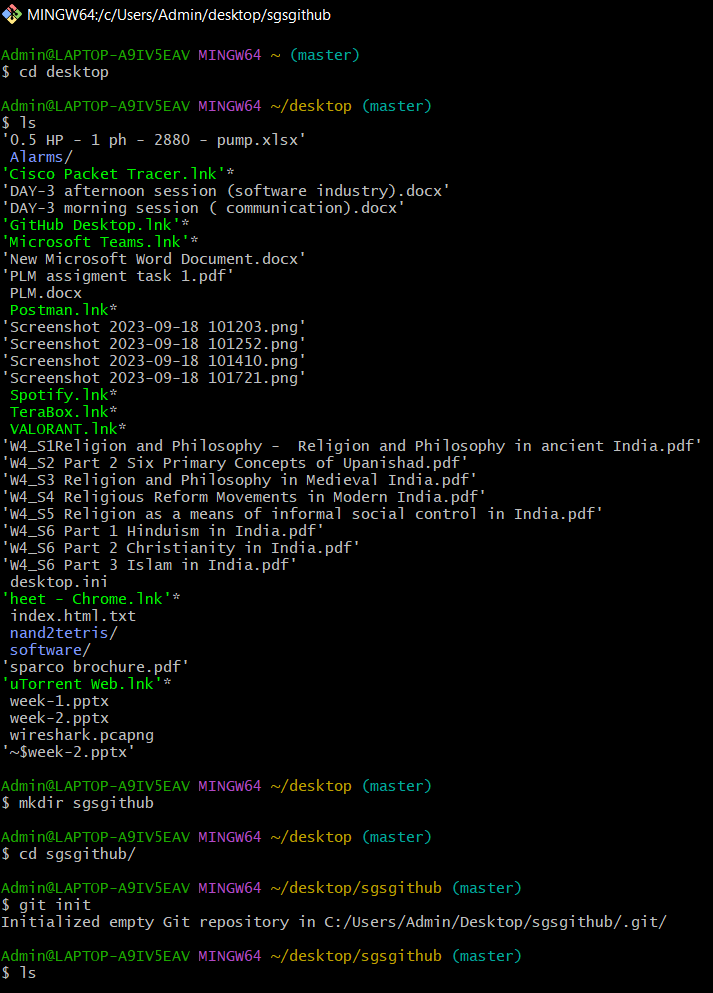 MINGW64:/c/Users/Admin/desktop/sgsgithub
Admin@LAPTOP-A9IV5EAV MINGW64 ~ (master)
$ cd desktop
Admin@LAPTOP-A9IV5EAV MINGW64 ~/desktop (master)
$ ls
'0.5 HP - 1 ph - 2880 - pump.xlsx'
Alarms/
'Cisco Packet Tracer.lnk'*
'DAY-3 afternoon session (software industry).docx'
'DAY-3 morning session ( communication).docx'
'GitHub Desktop.lnk'*
'Microsoft Teams.lnk'*
'New Microsoft Word Document.docx'
'PLM assigment task 1.pdf'
PLM.docx
Postman.lnk*
'Screenshot 2023-09-18 101203.png'
'Screenshot 2023-09-18 101252.png'
'Screenshot 2023-09-18 101410.png'
'Screenshot 2023-09-18 101721.png'
Spotify.lnk*
TeraBox.lnk*
VALORANT.lnk*
'W4_S1Religion and Philosophy -  Religion and Philosophy in ancient India.pdf'
'W4_S2 Part 2 Six Primary Concepts of Upanishad.pdf'
'W4_S3 Religion and Philosophy in Medieval India.pdf'
'W4_S4 Religious Reform Movements in Modern India.pdf'
'W4_S5 Religion as a means of informal social control in India.pdf'
'W4_S6 Part 1 Hinduism in India.pdf'
'W4_S6 Part 2 Christianity in India.pdf'
'W4_S6 Part 3 Islam in India.pdf'
desktop.ini
'heet - Chrome.lnk'*
index.html.txt
nand2tetris/
software/
'sparco brochure.pdf'
'uTorrent Web.lnk'*
week-1.pptx
week-2.pptx
wireshark.pcapng
'~$week-2.pptx'
Admin@LAPTOP-A9IV5EAV MINGW64 ~/desktop (master)
$ mkdir sgsgithub
Admin@LAPTOP-A9IV5EAV MINGW64 ~/desktop (master)
$ cd sgsgithub/
Admin@LAPTOP-A9IV5EAV MINGW64 ~/desktop/sgsgithub (master)
$ git init
Initialized empty Git repository in C:/Users/Admin/Desktop/sgsgithub/.git/
Admin@LAPTOP-A9IV5EAV MINGW64 ~/desktop/sgsgithub (master)
$ ls